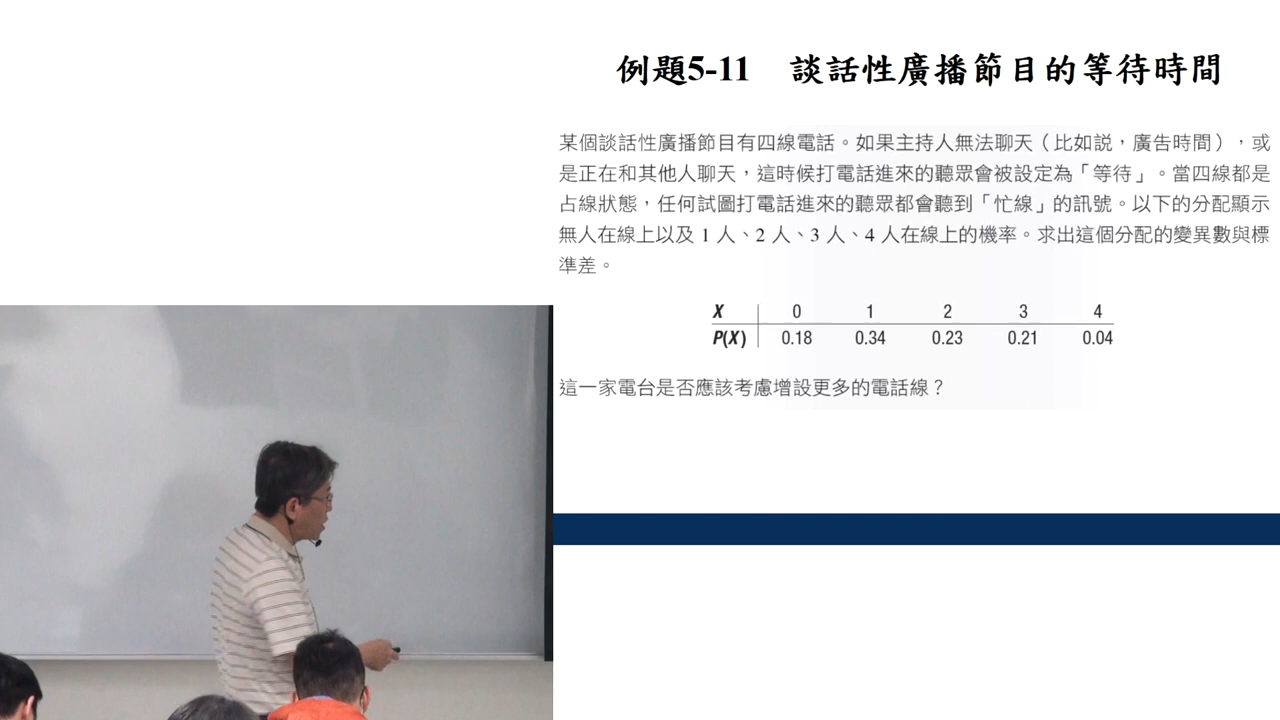 例題5-11 談話性廣播節目的等待時間
某個談話性廣播節目有四線電話。如果主持人無法聊天（比如說，廣告時間），或
是正在和其他人聊天，這時候打電話進來的聽眾會被設定為「等待」。當四線都是
占線狀態，任何試圖打電話進來的聽眾都會聽到「忙線」的訊號。以下的分配顯示
無人在線上以及 1 人、2 人、3 人、4 人在線上的機率。求出這個分配的變異數與標
準差。
X 0 1 2 3 4
P(X) 0.18 0.34 0.23 0.21 0.04
這一家電台是否應該考慮增設更多的電話線？